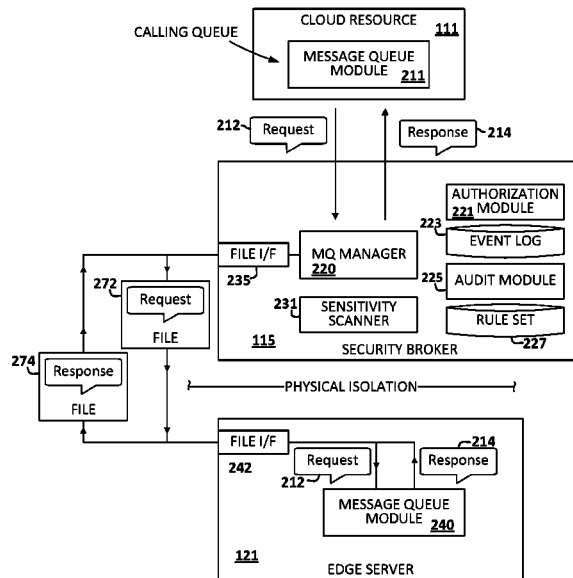 CLOUD RESOURCE
111
CALLING QUEUE
MESSAGE QUEUE
MODULE
211
212
Request
Response
214
AUTHORIZATION
221 MODULE
223
EVENT LOG
FILE I/F
235
MQ MANAGER
220
225
AUDIT MODULE
272
Request
FILE
231
SENSITIVITY
SCANNER
RULE SET
227
115
SECURITY BROKER
274
Response
FILE
PHYSICAL ISOLATION
FILE I/F
242
Request
212
214
Response
MESSAGE QUEUE
MODULE 240
121
EDGE SERVER